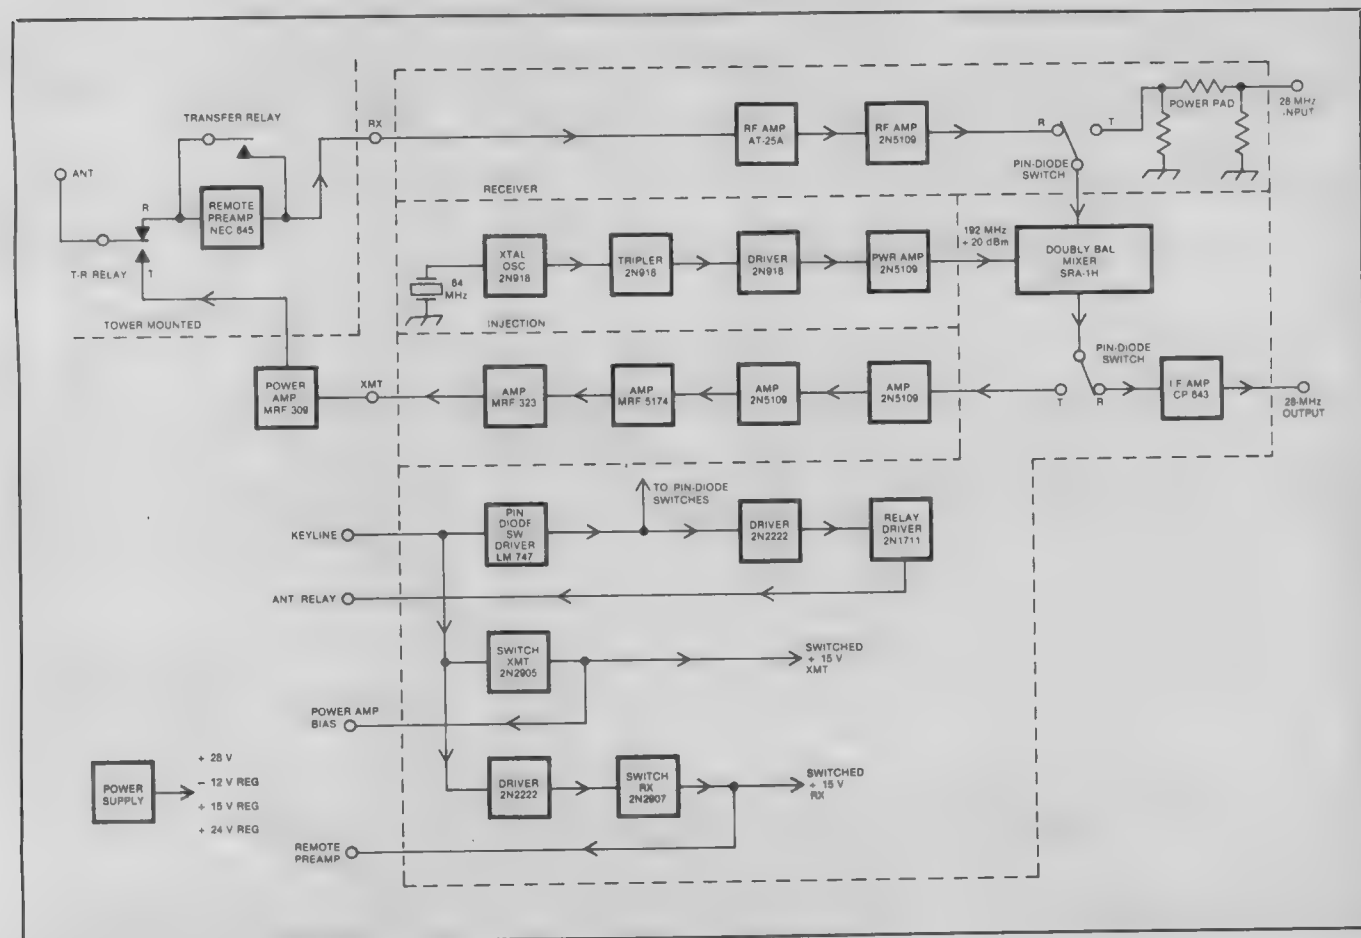 TRANSFER RELAY
ANT
R
REMOTE
PREAMP
NEC 645
T-R RELAY
T
TOWER MOUNTED
RX
RF AMP
AT-25A
RF AMP
2N5109
R
T
POWER PAD
28 MHz
INPUT
PIN-DIODE
SWITCH
RECEIVER
64
MHz
XTAL
OSC
2N918
TRIPLER
2N918
DRIVER
2N918
PWR AMP
2N5109
192 MHz
+ 20 dBm
DOUBLY BAL
MIXER
SRA-1H
INJECTION
POWER
AMP
MRF 309
XMT
AMP
MRF 323
AMP
MRF 5174
AMP
2N5109
AMP
2N5109
PIN-DIODE
SWITCH
T
R
I F AMP
CP 643
28-MHz
OUTPUT
KEYLINE
PIN
DIODE
SW
DRIVER
LM 747
TO PIN-DIODE
SWITCHES
DRIVER
2N2222
RELAY
DRIVER
2N1711
ANT RELAY
SWITCH
XMT
2N2905
SWITCHED
+ 15 V
XMT
POWER AMP
BIAS
DRIVER
2N2222
SWITCH
RX
2N2907
SWITCHED
+ 15 V
RX
REMOTE
PREAMP
POWER
SUPPLY
+ 28 V
− 12 V REG
+ 15 V REG
+ 24 V REG